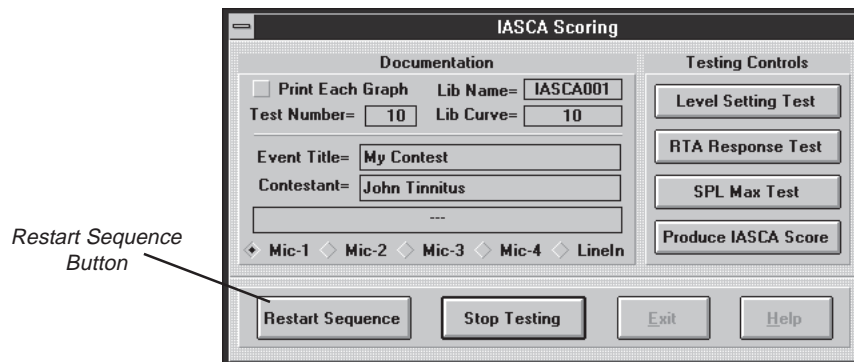 IASCA Scoring
Documentation
Print Each Graph Lib Name= IASCA001
Test Number= 10 Lib Curve= 10
Event Title= My Contest
Contestant= John Tinnitus
---
Mic-1 Mic-2 Mic-3 Mic-4 LineIn
Testing Controls
Level Setting Test
RTA Response Test
SPL Max Test
Produce IASCA Score
Restart Sequence
Button
Restart Sequence Stop Testing Exit Help